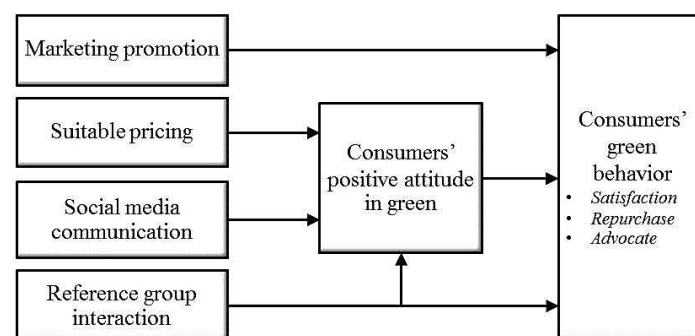 Marketing promotion
Suitable pricing
Social media
communication
Reference group
interaction
Consumers’
positive attitude
in green
Consumers’
green
behavior
• Satisfaction
• Repurchase
• Advocate